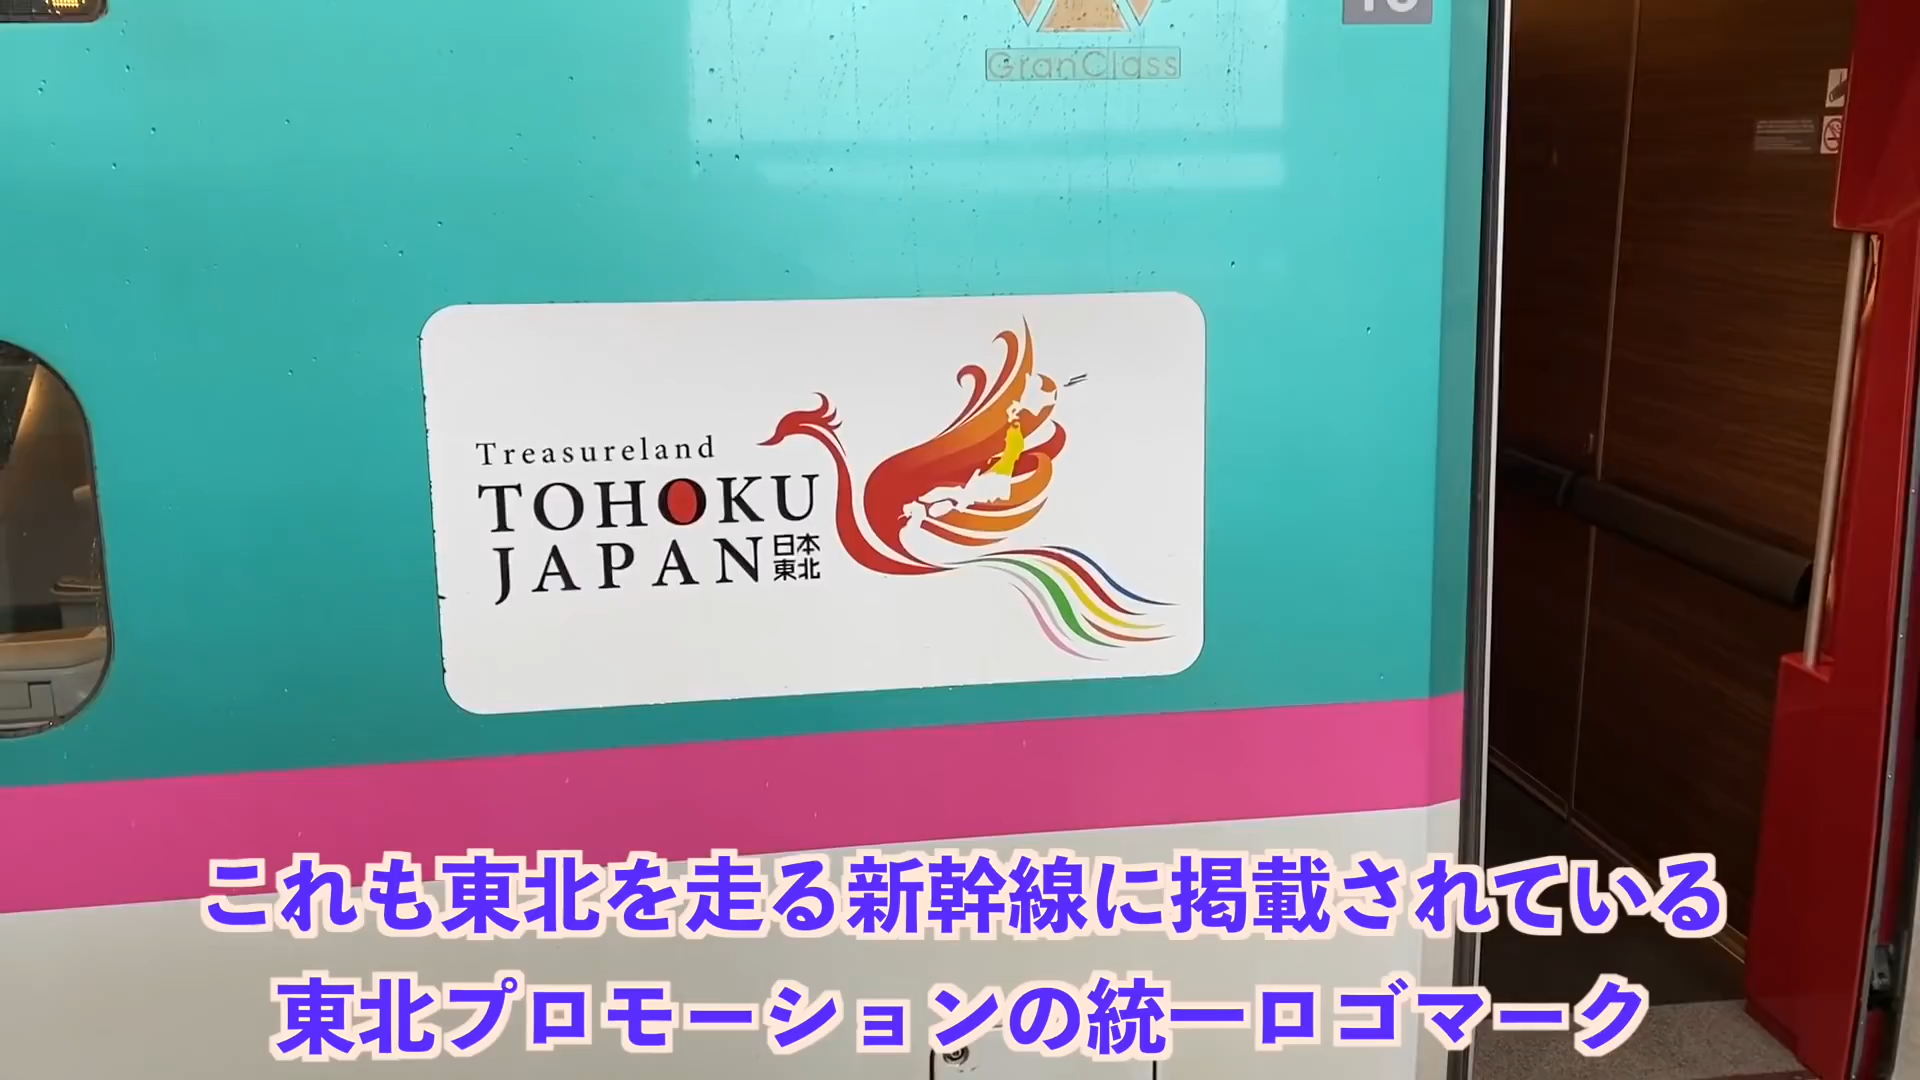 GranClass
Treasureland
TOHOKU
JAPAN
日本
東北
これも東北を走る新幹線に掲載されている
東北プロモーションの統一ロゴマーク